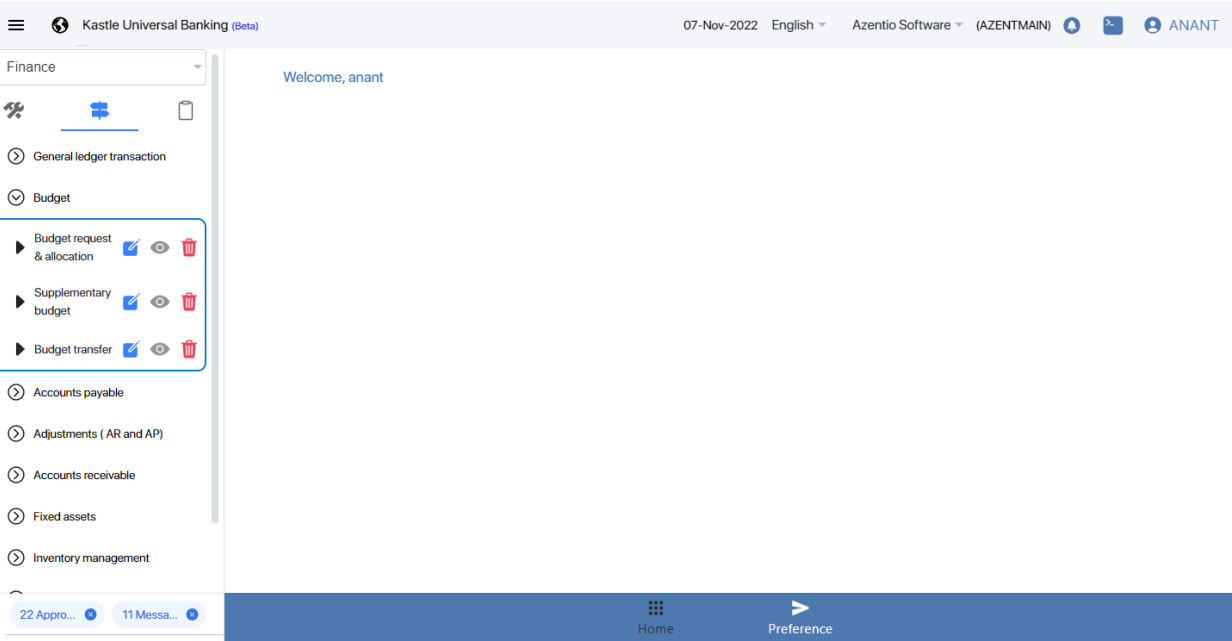 Kastle Universal Banking (Beta)
07-Nov-2022 English Azentio Software (AZENTMAIN) ANANT
Finance
Welcome, anant
General ledger transaction
Budget
Budget request
& allocation
Supplementary
budget
Budget transfer
Accounts payable
Adjustments ( AR and AP)
Accounts receivable
Fixed assets
Inventory management
22 Appro... 11 Messa...
Home Preference